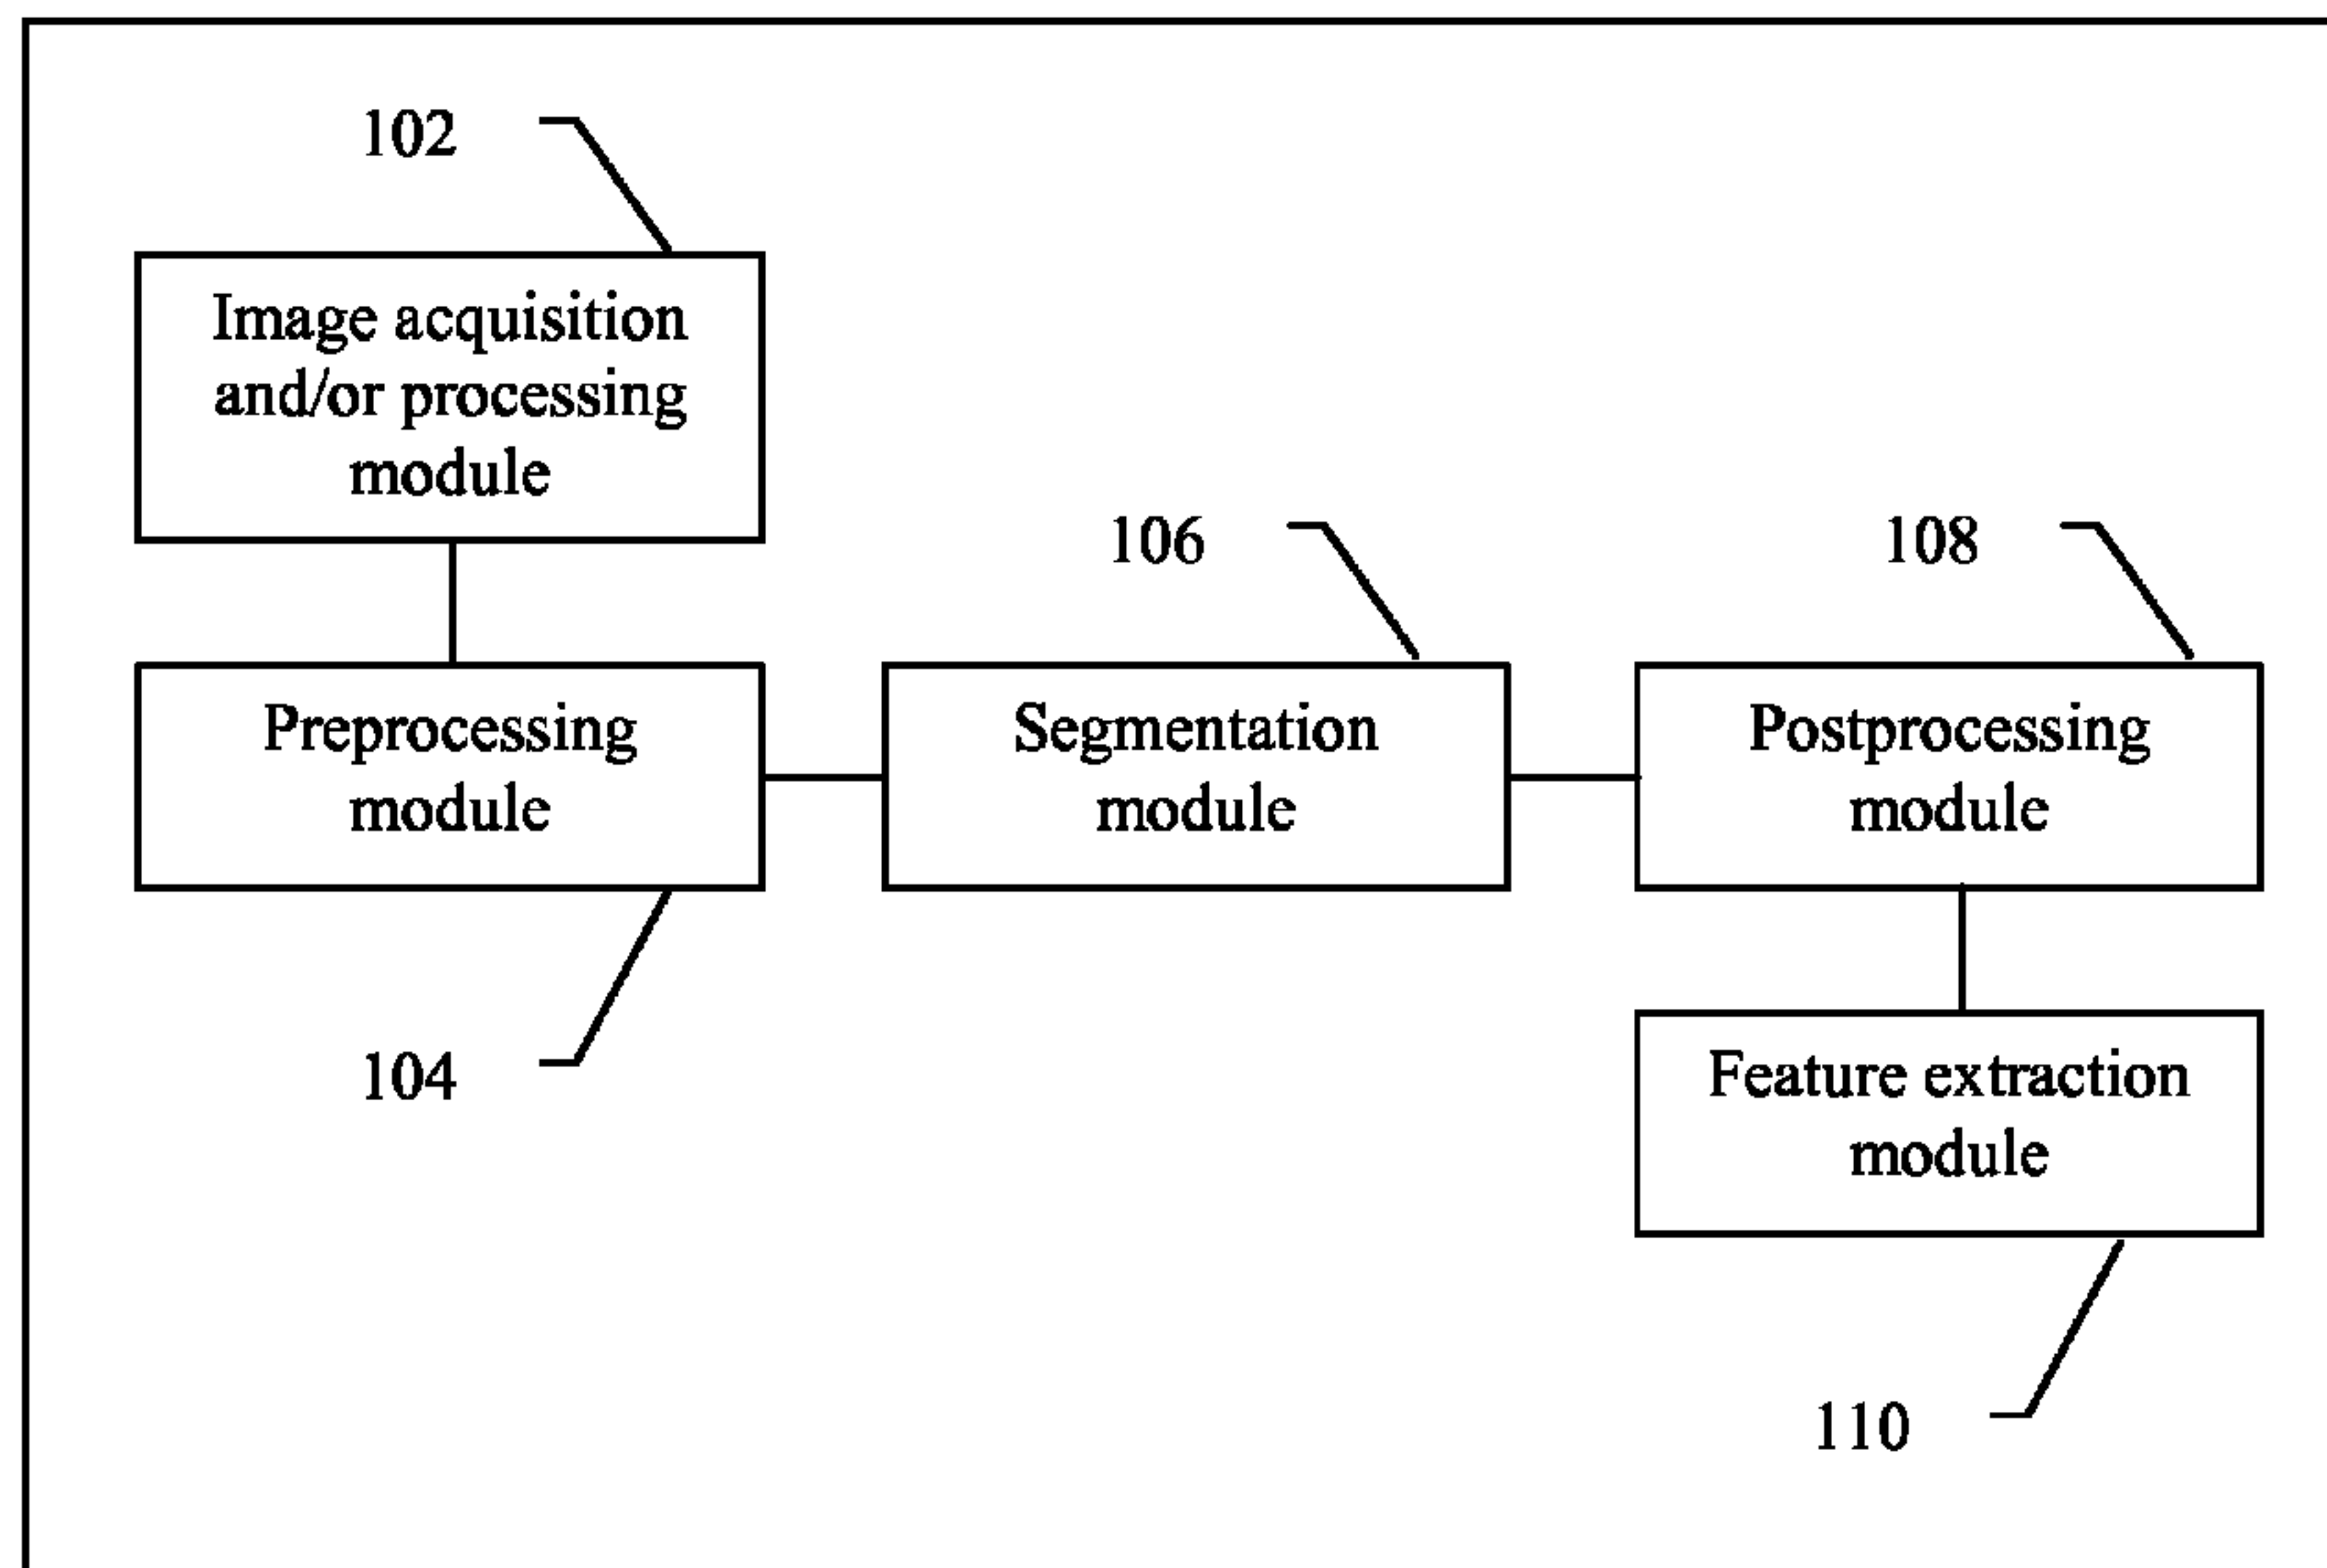 102
Image acquisition
and/or processing
module
106
108
Preprocessing
module
Segmentation
module
Postprocessing
module
104
Feature extraction
module
110